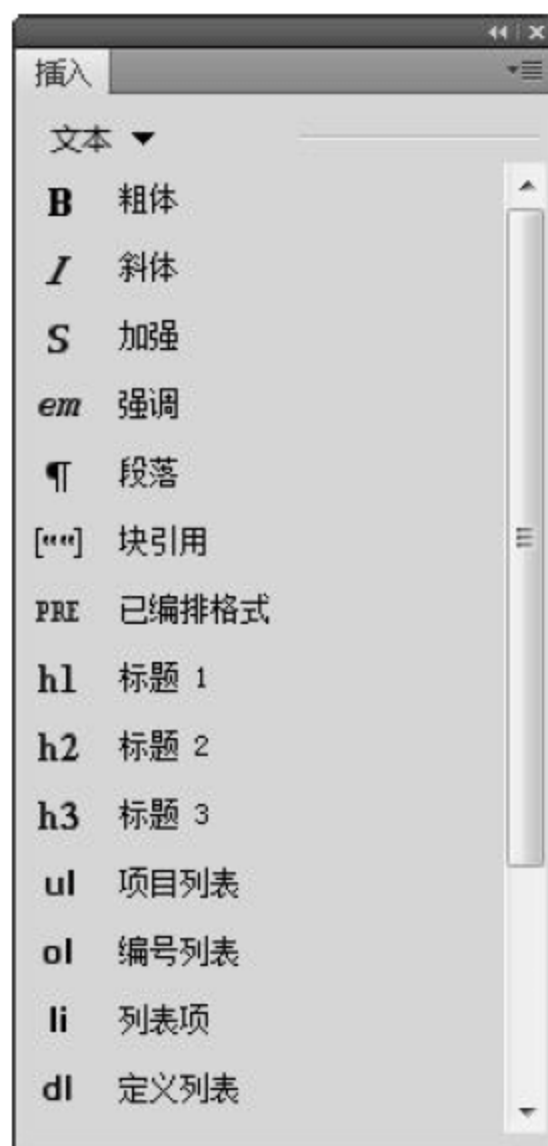 插入
文本
B 粗体
I 斜体
S 加强
em 强调
¶ 段落
[““] 块引用
PRE 已编排格式
h1 标题 1
h2 标题 2
h3 标题 3
ul 项目列表
ol 编号列表
li 列表项
dl 定义列表